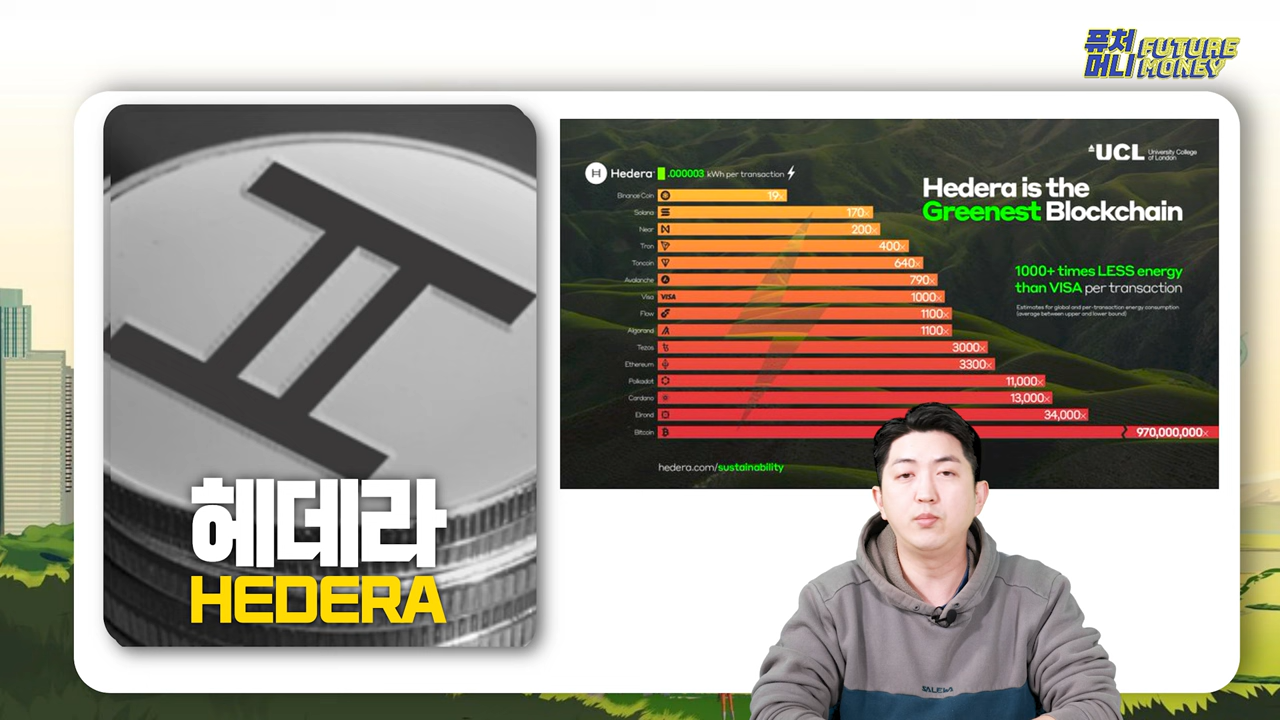 퓨처
머니
FUTURE
MONEY
헤데라
HEDERA
UCL University College
of London
Hedera .000003 kWh per transaction
Hedera is the
Greenest Blockchain
1000+ times LESS energy
than VISA per transaction
Estimates for global and per-transaction energy consumption
(average between upper and lower bound)
Binance Coin 19x
Solana 170x
Near 200x
Tron 400x
Toncoin 640x
Avalanche 790x
Visa VISA 1000x
Flow 1100x
Algorand 1100x
Tezos 3000x
Ethereum 3300x
Polkadot 11,000x
Cardano 13,000x
Elrond 34,000x
Bitcoin 970,000,000x
hedera.com/sustainability
SALEWA